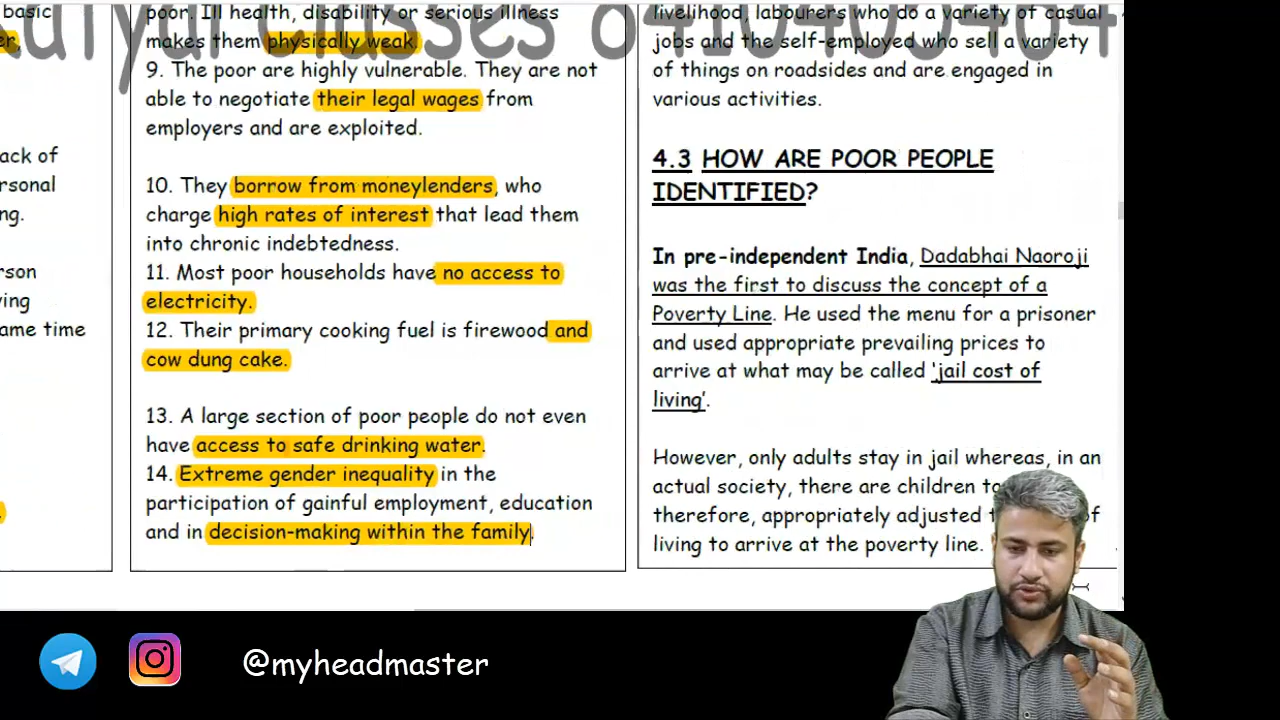 basic
er,
ack of
rsonal
ng.
rson
ving
ame time
poor. Ill health, disability or serious illness
makes them physically weak.
9. The poor are highly vulnerable. They are not
able to negotiate their legal wages from
employers and are exploited.
10. They borrow from moneylenders, who
charge high rates of interest that lead them
into chronic indebtedness.
11. Most poor households have no access to
electricity.
12. Their primary cooking fuel is firewood and
cow dung cake.
13. A large section of poor people do not even
have access to safe drinking water.
14. Extreme gender inequality in the
participation of gainful employment, education
and in decision-making within the family.
livelihood, labourers who do a variety of casual
jobs and the self-employed who sell a variety
of things on roadsides and are engaged in
various activities.
4.3 HOW ARE POOR PEOPLE
IDENTIFIED?
In pre-independent India, Dadabhai Naoroji
was the first to discuss the concept of a
Poverty Line. He used the menu for a prisoner
and used appropriate prevailing prices to
arrive at what may be called ‘jail cost of
living’.
However, only adults stay in jail whereas, in an
actual society, there are children
therefore, appropriately adjusted of
living to arrive at the poverty line.
@myheadmaster